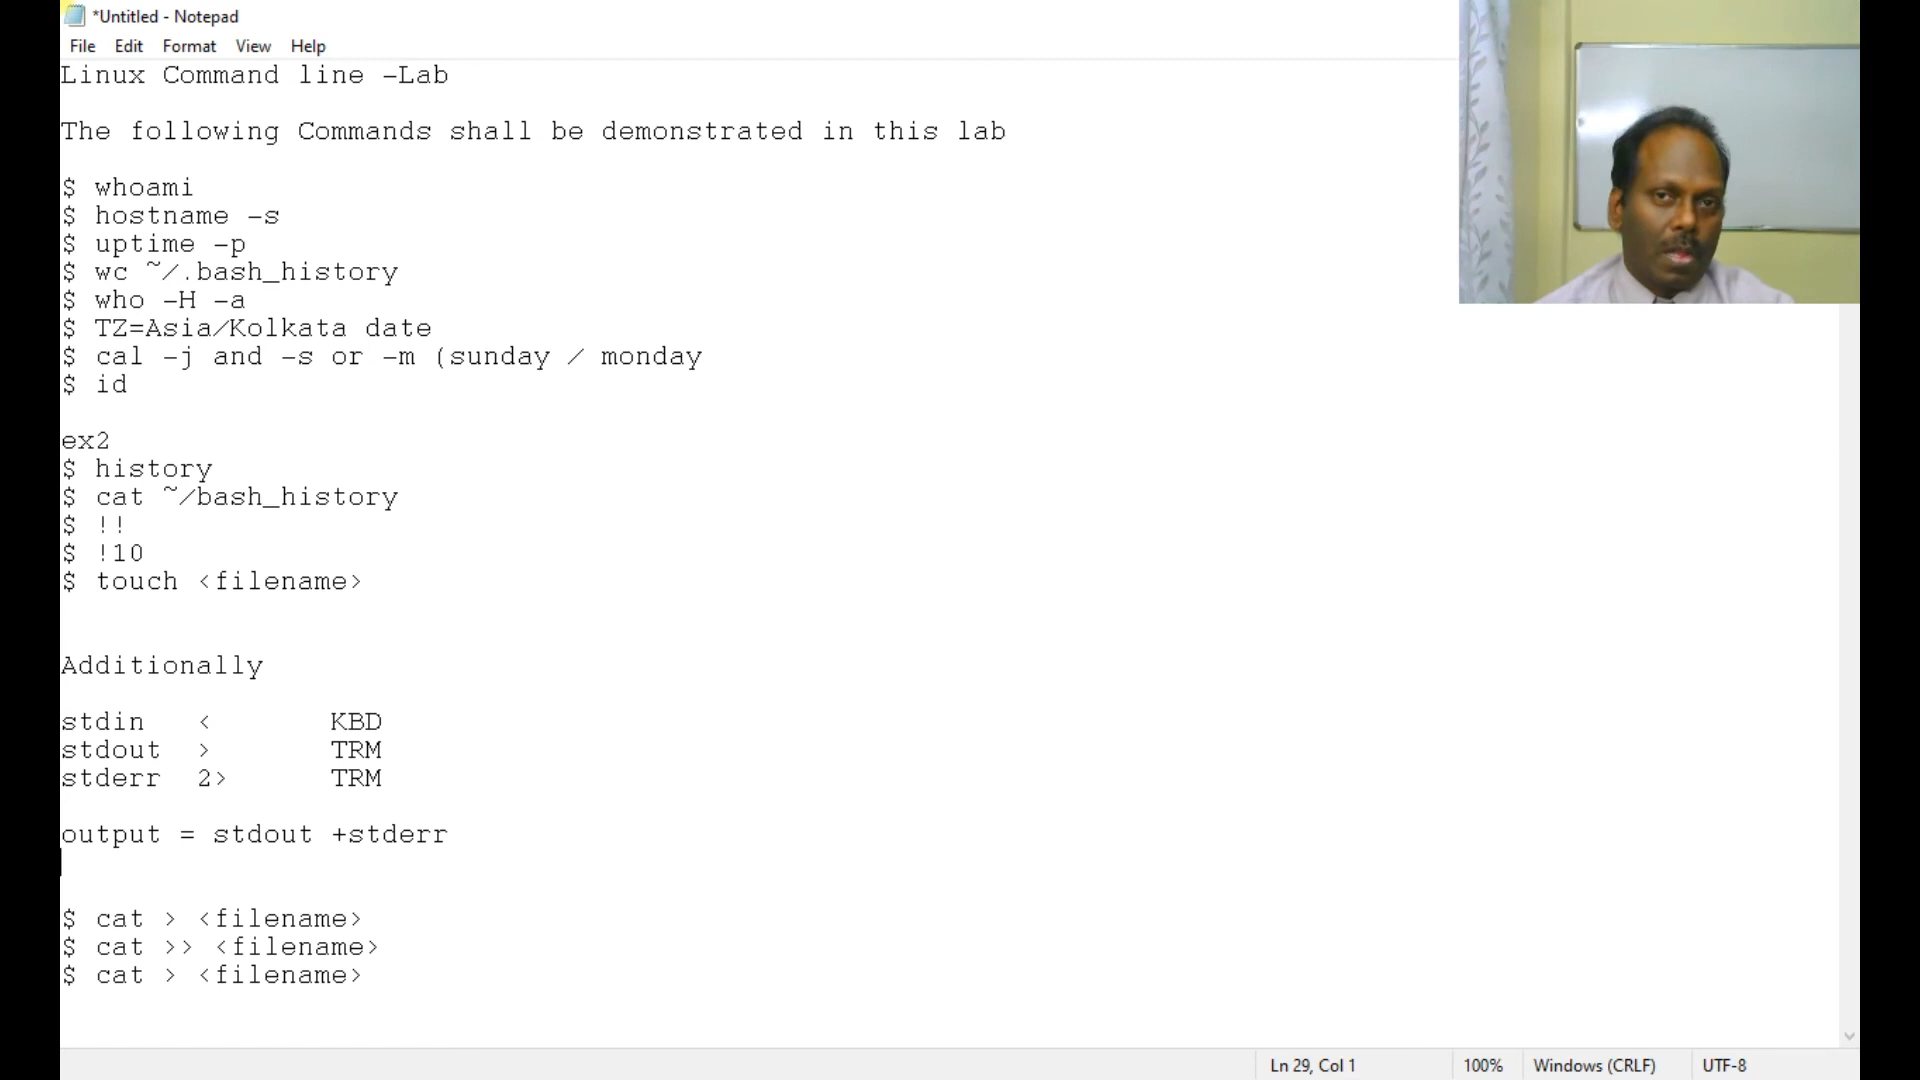 *Untitled - Notepad
File Edit Format View Help
Linux Command line -Lab
The following Commands shall be demonstrated in this lab
$ whoami
$ hostname -s
$ uptime -p
$ wc ~/.bash_history
$ who -H -a
$ TZ=Asia/Kolkata date
$ cal -j and -s or -m (sunday / monday
$ id
ex2
$ history
$ cat ~/bash_history
$ !!
$ !10
$ touch <filename>
Additionally
stdin < KBD
stdout > TRM
stderr 2> TRM
output = stdout +stderr
$ cat > <filename>
$ cat >> <filename>
$ cat > <filename>
Ln 29, Col 1 100% Windows (CRLF) UTF-8